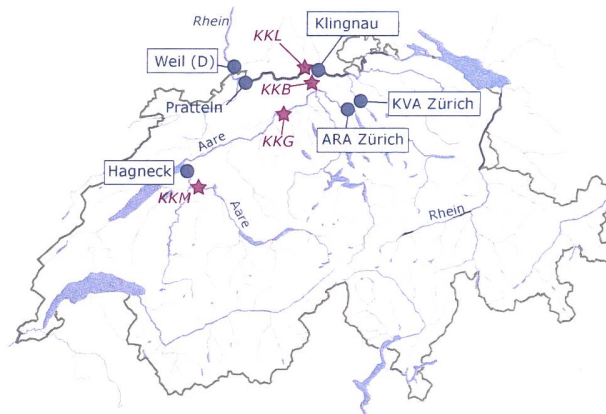 Rhein
KKL
Klingnau
Weil (D)
KKB
Pratteln
KVA Zürich
KKG
ARA Zürich
Aare
Hagneck
KKM
Aare
Rhein